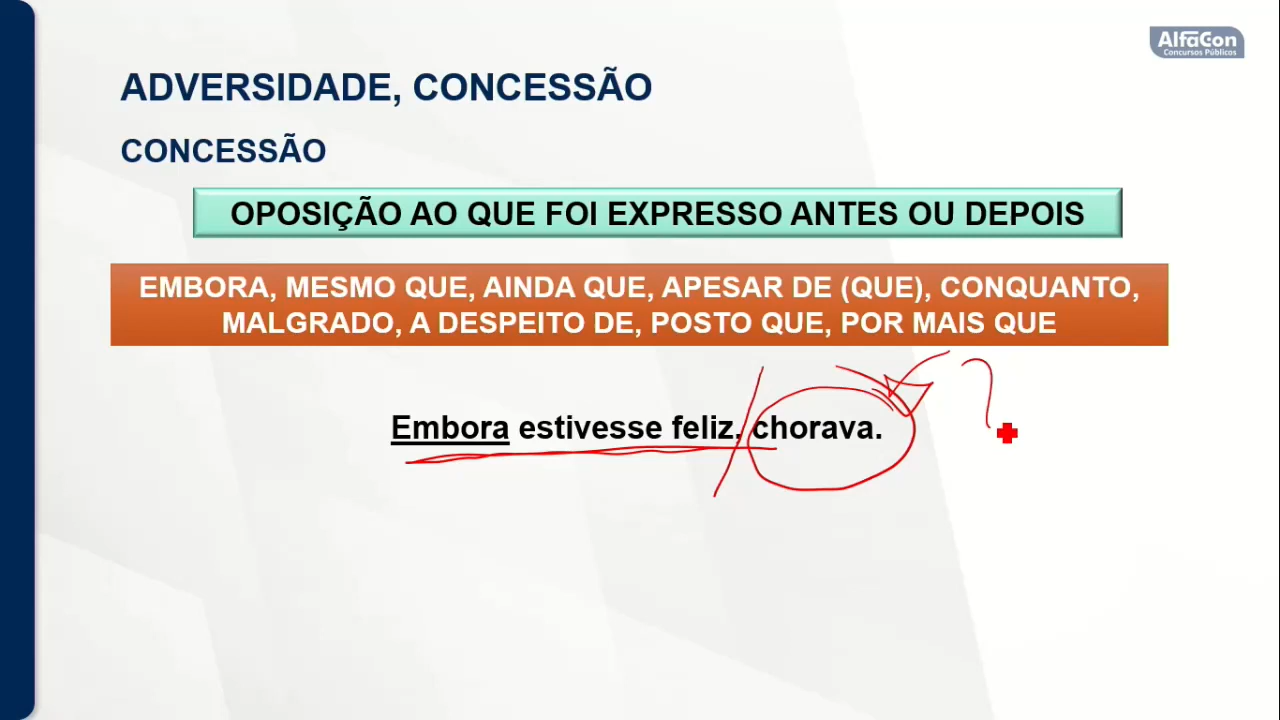 AlfaCon
Concursos Públicos
ADVERSIDADE, CONCESSÃO
CONCESSÃO
OPOSIÇÃO AO QUE FOI EXPRESSO ANTES OU DEPOIS
EMBORA, MESMO QUE, AINDA QUE, APESAR DE (QUE), CONQUANTO,
MALGRADO, A DESPEITO DE, POSTO QUE, POR MAIS QUE
Embora estivesse feliz, chorava.